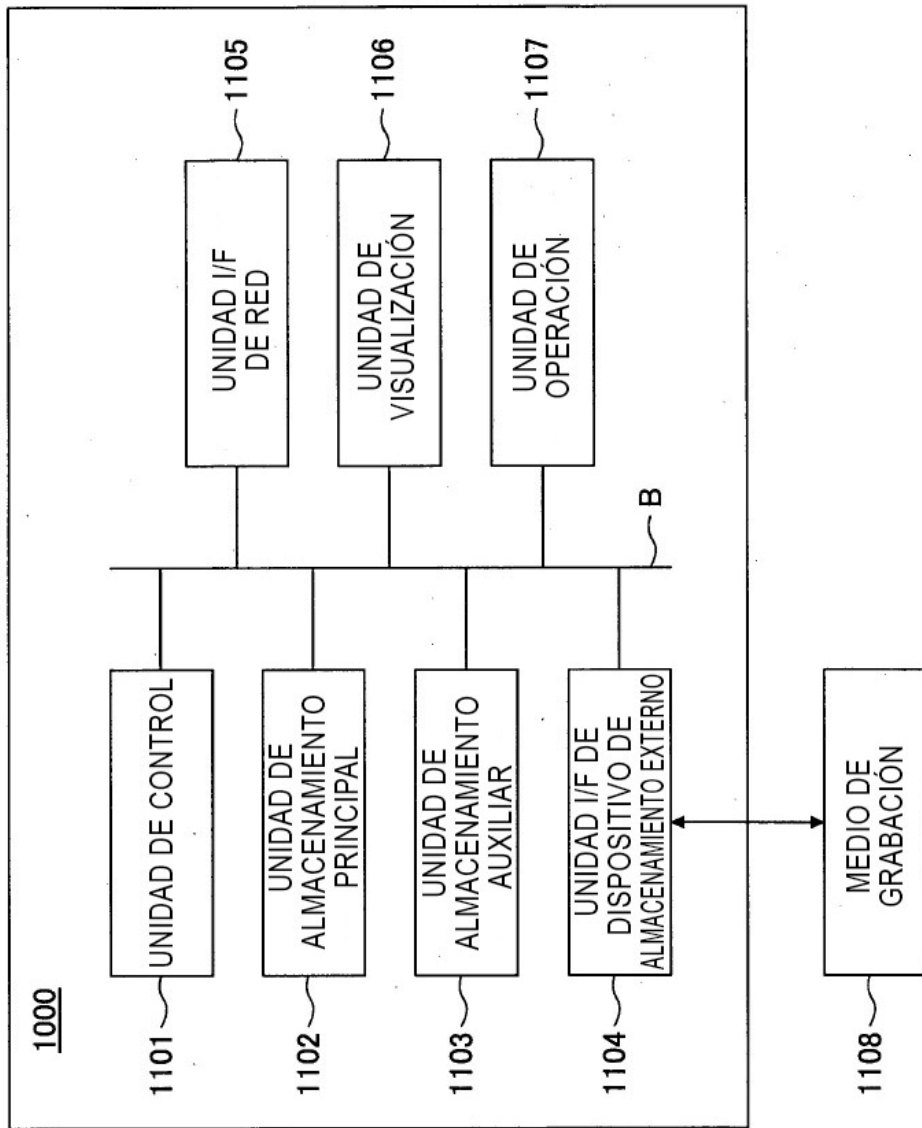 1000
1101
UNIDAD DE CONTROL
1102
UNIDAD DE
ALMACENAMIENTO
PRINCIPAL
1103
UNIDAD DE
ALMACENAMIENTO
AUXILIAR
1104
UNIDAD I/F DE
DISPOSITIVO DE
ALMACENAMIENTO EXTERNO
1105
UNIDAD I/F
DE RED
1106
UNIDAD DE
VISUALIZACIÓN
1107
UNIDAD DE
OPERACIÓN
B
1108
MEDIO DE
GRABACIÓN